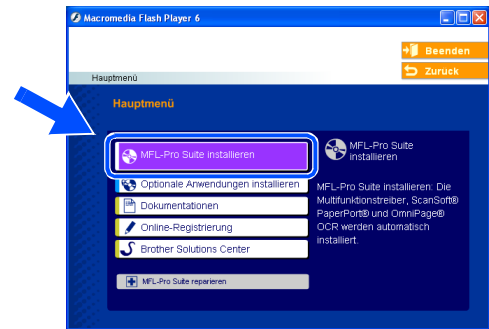 Macromedia Flash Player 6
Beenden
Zurück
Hauptmenü
Hauptmenü
MFL-Pro Suite installieren
Optionale Anwendungen installieren
Dokumentationen
Online-Registrierung
Brother Solutions Center
MFL-Pro Suite reparieren
MFL-Pro Suite
installieren
MFL-Pro Suite installieren: Die
Multifunktionstreiber, ScanSoft®
PaperPort® und OmniPage®
OCR werden automatisch
installiert.